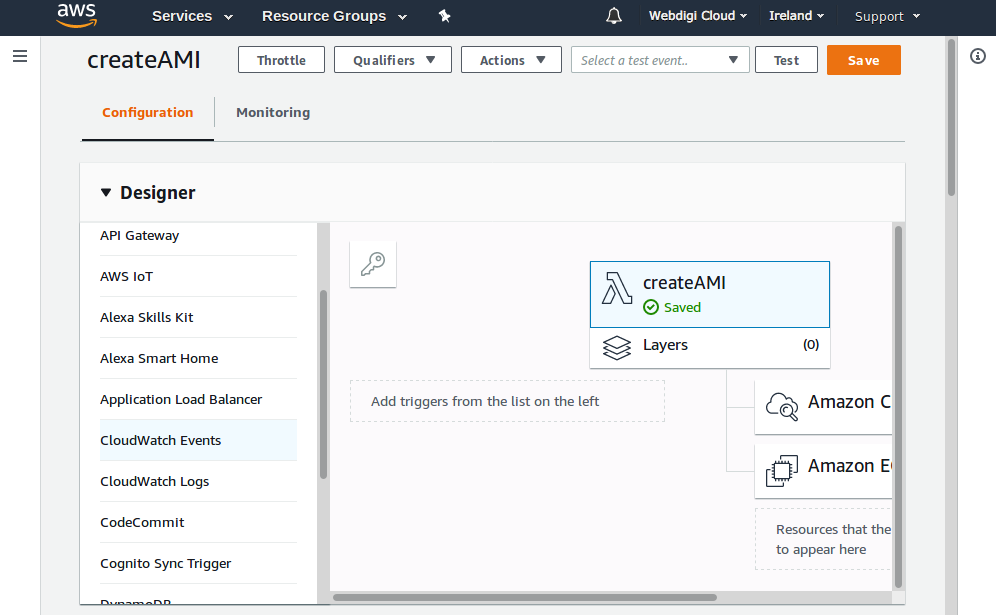 aws
Services
Resource Groups
Webdigi Cloud
Ireland
Support
createAMI
Throttle
Qualifiers
Actions
Select a test event..
Test
Save
Configuration
Monitoring
Designer
API Gateway
AWS IoT
Alexa Skills Kit
Alexa Smart Home
Application Load Balancer
CloudWatch Events
CloudWatch Logs
CodeCommit
Cognito Sync Trigger
DynamoDB
createAMI
Saved
Layers (0)
Add triggers from the list on the left
Amazon C
Amazon E
Resources that the
to appear here